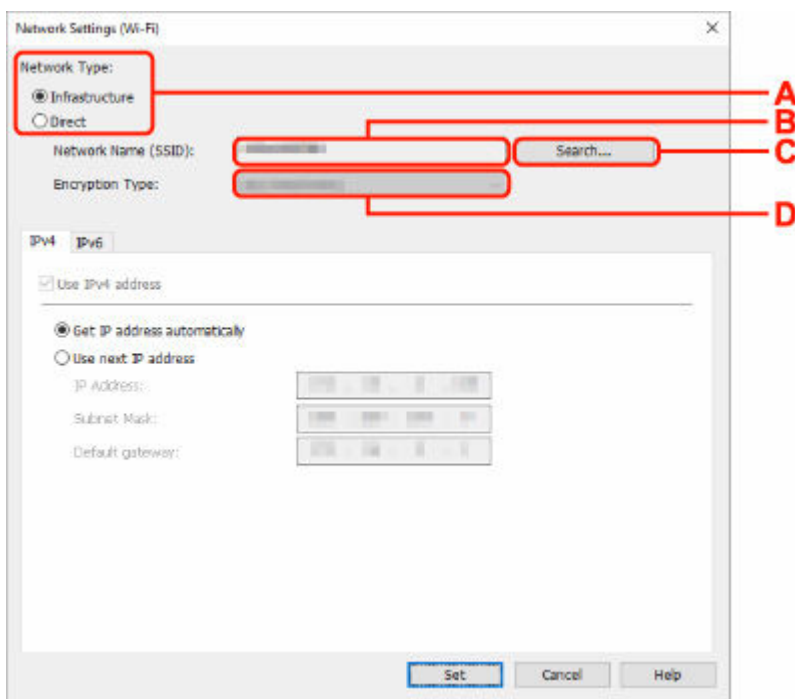 Network Settings (Wi-Fi)
Network Type:
Infrastructure
A
Direct
B
Network Name (SSID):
Search...
C
Encryption Type:
D
IPv4 IPv6
Use IPv4 address
Get IP address automatically
Use next IP address
IP Address:
Subnet Mask:
Default gateway:
Set Cancel Help